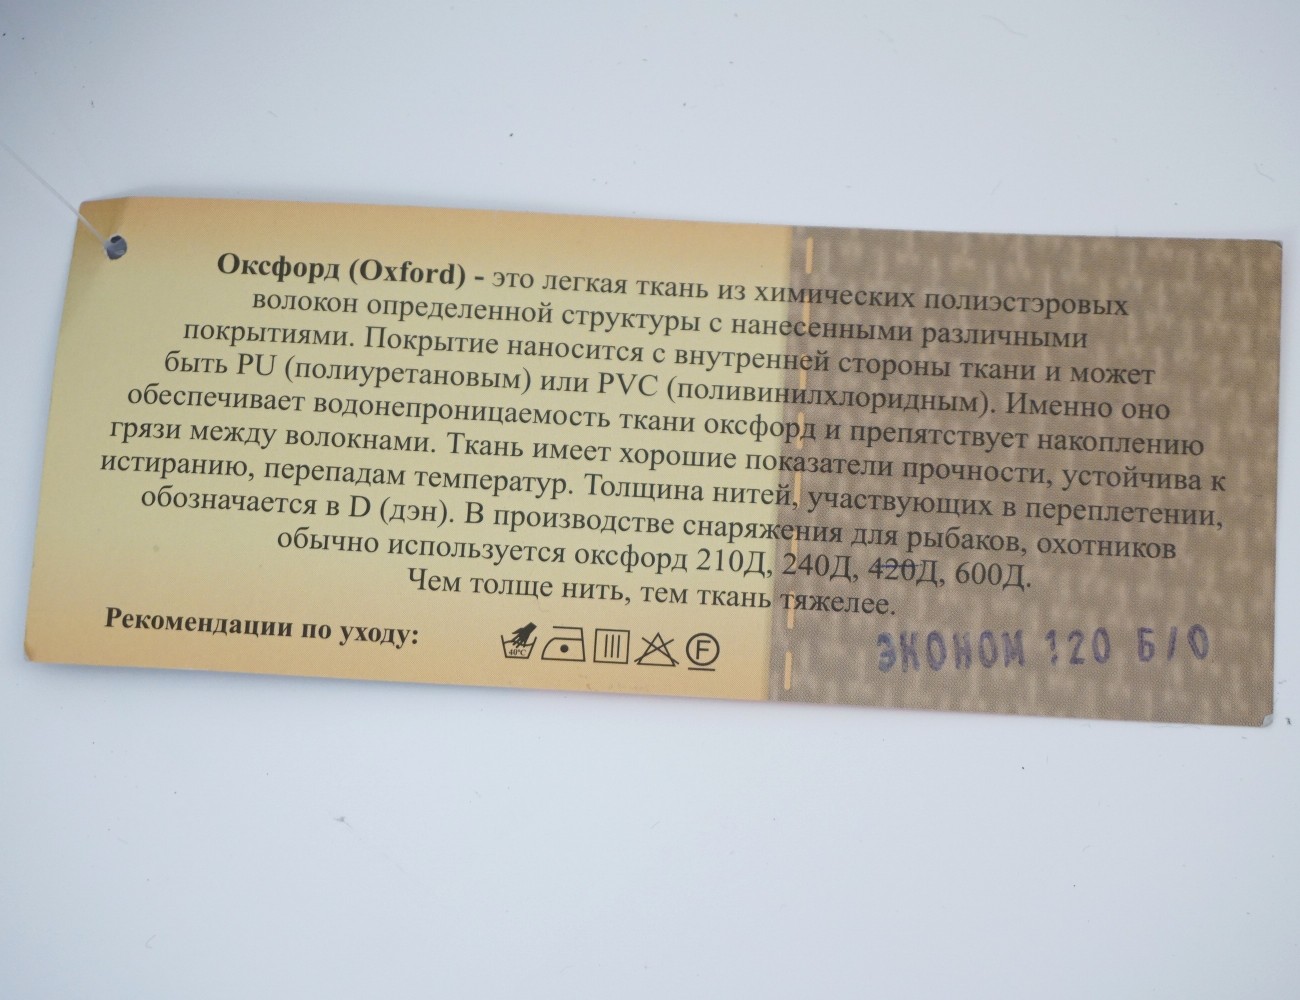 Оксфорд (Oxford) - это легкая ткань из химических полиэстэровых
волокон определенной структуры с нанесенными различными
покрытиями. Покрытие наносится с внутренней стороны ткани и может
быть PU (полиуретановым) или PVC (поливинилхлоридным). Именно оно
обеспечивает водонепроницаемость ткани оксфорд и препятствует накоплению
грязи между волокнами. Ткань имеет хорошие показатели прочности, устойчива к
истиранию, перепадам температур. Толщина нитей, участвующих в переплетении,
обозначается в D (дэн). В производстве снаряжения для рыбаков, охотников
обычно используется оксфорд 210Д, 240Д, 420Д, 600Д.
Чем толще нить, тем ткань тяжелее.
Рекомендации по уходу:
40°C F
ЭКОНОМ 120 Б/О